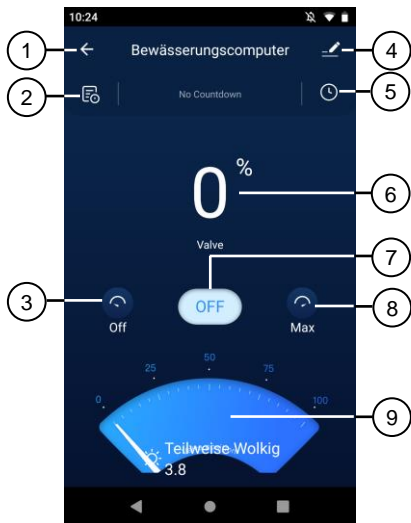 10:24
1
Bewässerungscomputer
4
2
No Countdown
5
0 %
6
Valve
7
3
OFF
8
Off
Max
0
25
50
75
100
9
Teilweise Wolkig
3.8